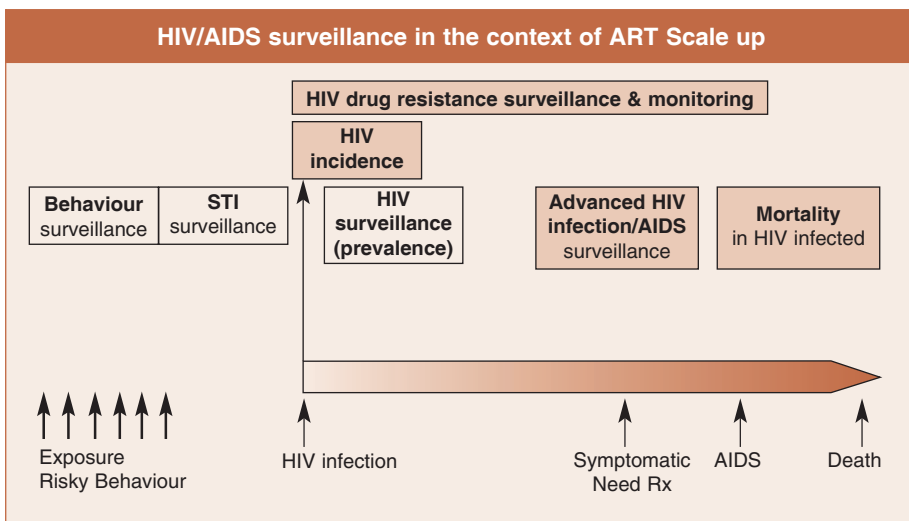 HIV/AIDS surveillance in the context of ART Scale up
HIV drug resistance surveillance & monitoring
HIV
incidence
Behaviour
surveillance
STI
surveillance
HIV
surveillance
(prevalence)
Advanced HIV
infection/AIDS
surveillance
Mortality
in HIV infected
Exposure
Risky Behaviour
HIV infection
Symptomatic
Need Rx
AIDS
Death